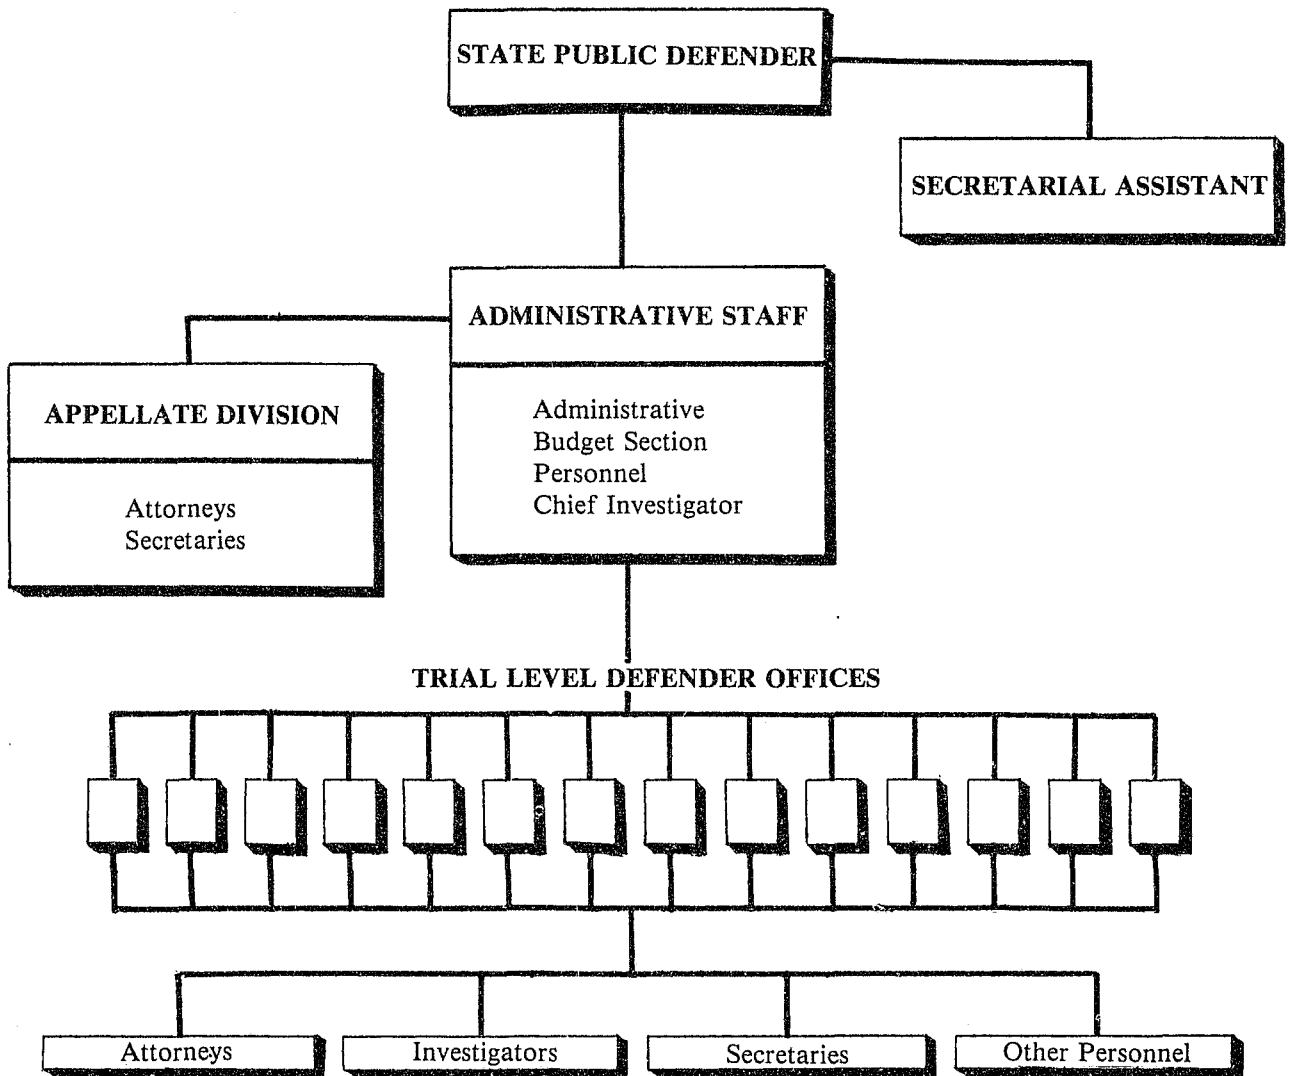 STATE PUBLIC DEFENDER
SECRETARIAL ASSISTANT
ADMINISTRATIVE STAFF
Administrative
Budget Section
Personnel
Chief Investigator
APPELLATE DIVISION
Attorneys
Secretaries
TRIAL LEVEL DEFENDER OFFICES
Attorneys
Investigators
Secretaries
Other Personnel